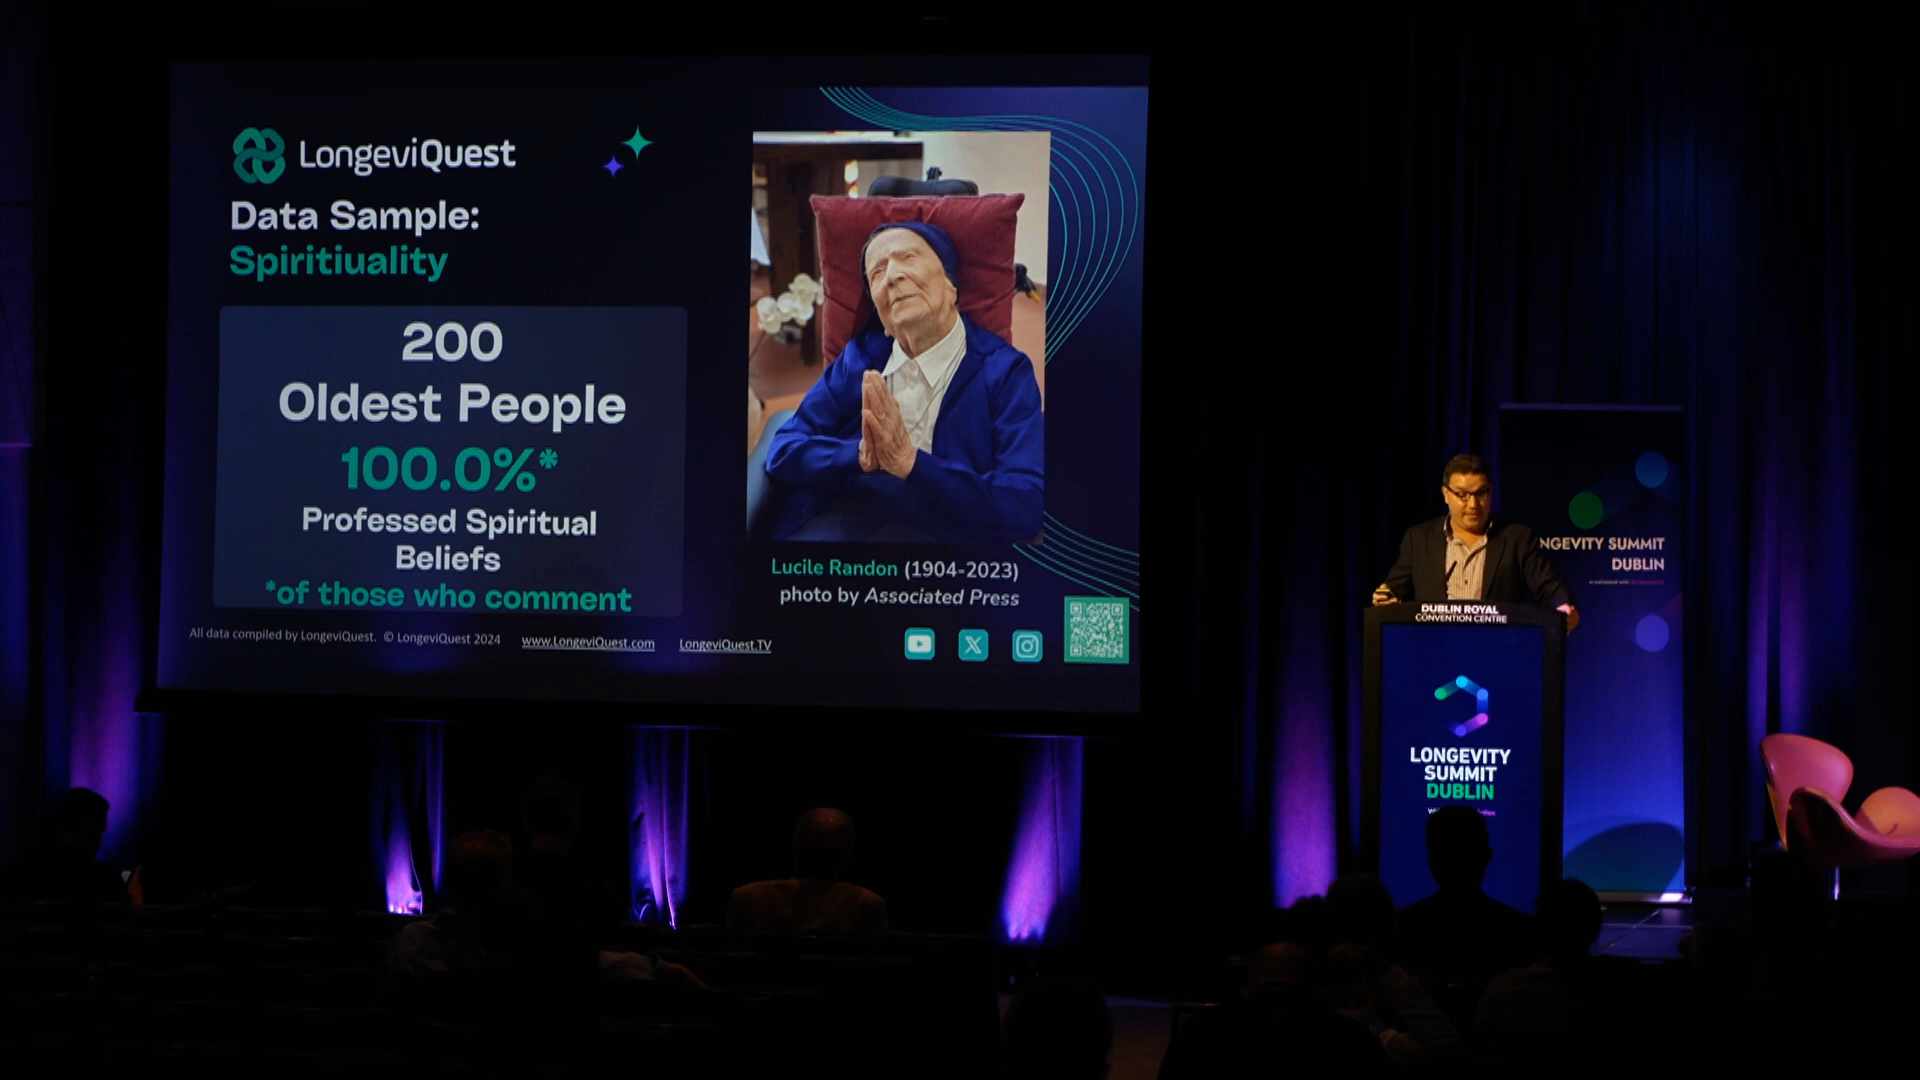 LongeviQuest
Data Sample:
Spiritiuality
200
Oldest People
100.0%*
Professed Spiritual
Beliefs
*of those who comment
Lucile Randon (1904-2023)
photo by Associated Press
All data compiled by LongeviQuest. © LongeviQuest 2024 www.LongeviQuest.com LongeviQuest.TV
NGEVITY SUMMIT
DUBLIN
DUBLIN ROYAL
CONVENTION CENTRE
LONGEVITY
SUMMIT
DUBLIN